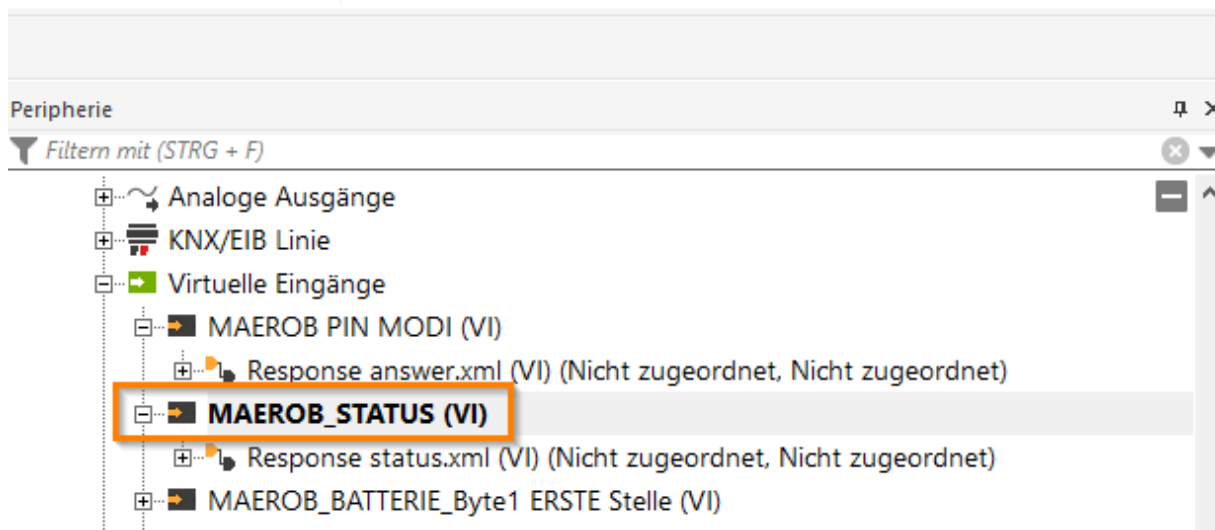 Peripherie
Filtern mit (STRG + F)
Analoge Ausgänge
KNX/EIB Linie
Virtuelle Eingänge
MAEROB PIN MODI (VI)
Response answer.xml (VI) (Nicht zugeordnet, Nicht zugeordnet)
MAEROB_STATUS (VI)
Response status.xml (VI) (Nicht zugeordnet, Nicht zugeordnet)
MAEROB_BATTERIE_Byte1 ERSTE Stelle (VI)